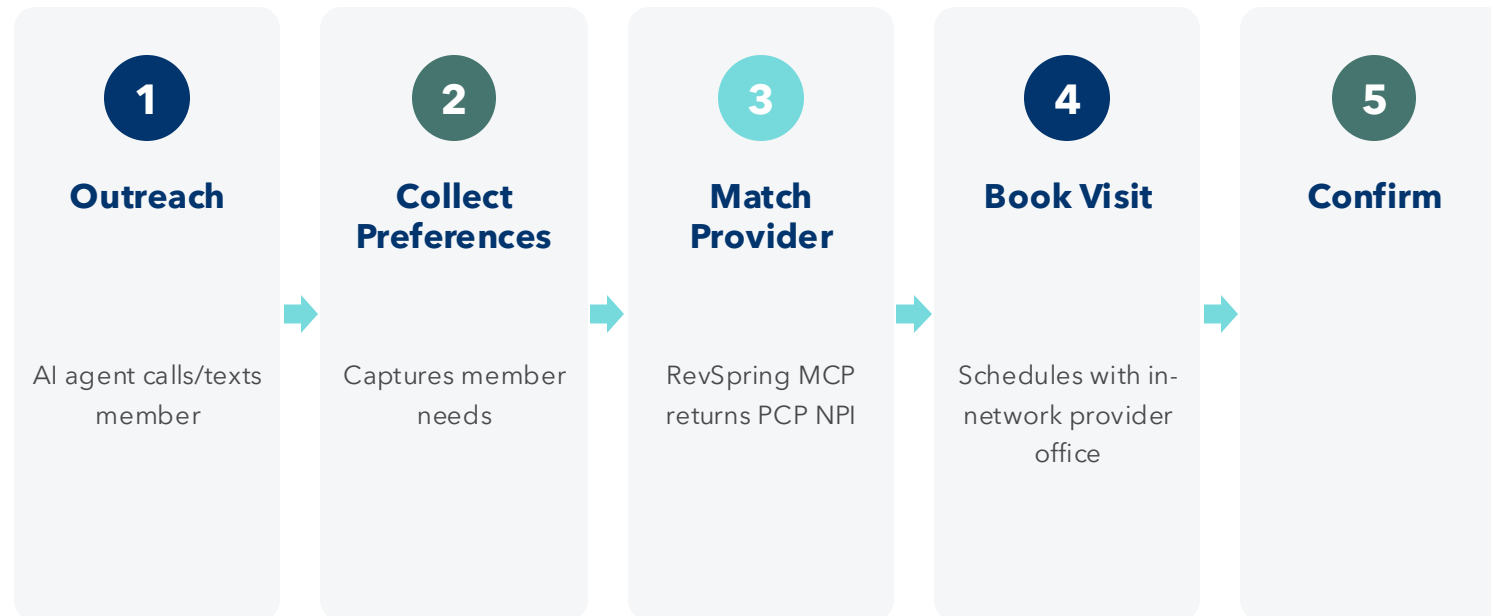 1
Outreach
AI agent calls/texts
member
2
Collect
Preferences
Captures member
needs
3
Match
Provider
RevSpring MCP
returns PCP NPI
4
Book Visit
Schedules with in-
network provider
office
5
Confirm